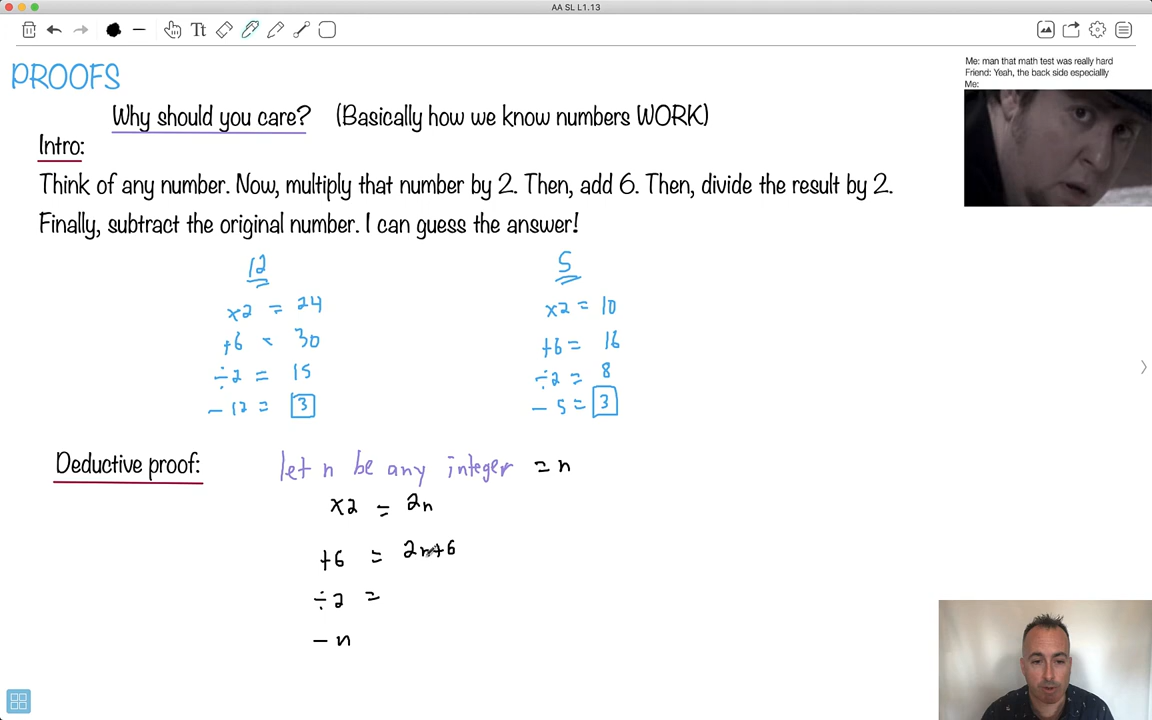 AA SL L1.13
Tt
Me: man that math test was really hard
Friend: Yeah, the back side especiallly
Me:
PROOFS
Why should you care? (Basically how we know numbers WORK)
Intro:
Think of any number. Now, multiply that number by 2. Then, add 6. Then, divide the result by 2.
Finally, subtract the original number. I can guess the answer!
12
x2 = 24
+6 = 30
÷2 = 15
- 12 = 3
5
x2 = 10
+6 = 16
÷2 = 8
- 5 = 3
Deductive proof: let n be any integer = n
x2 = 2n
+6 = 2n+6
÷2 =
- n